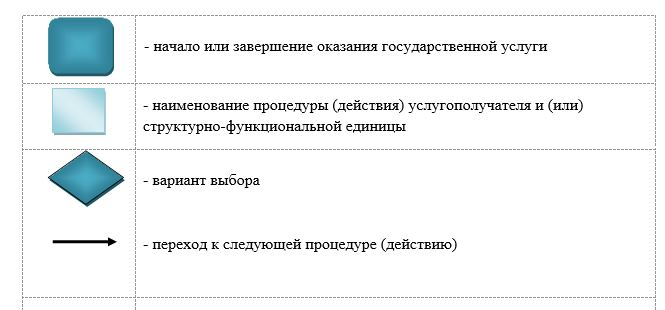 - начало или завершение оказания государственной услуги
- наименование процедуры (действия) услугополучателя и (или)
структурно-функциональной единицы
- вариант выбора
- переход к следующей процедуре (действию)